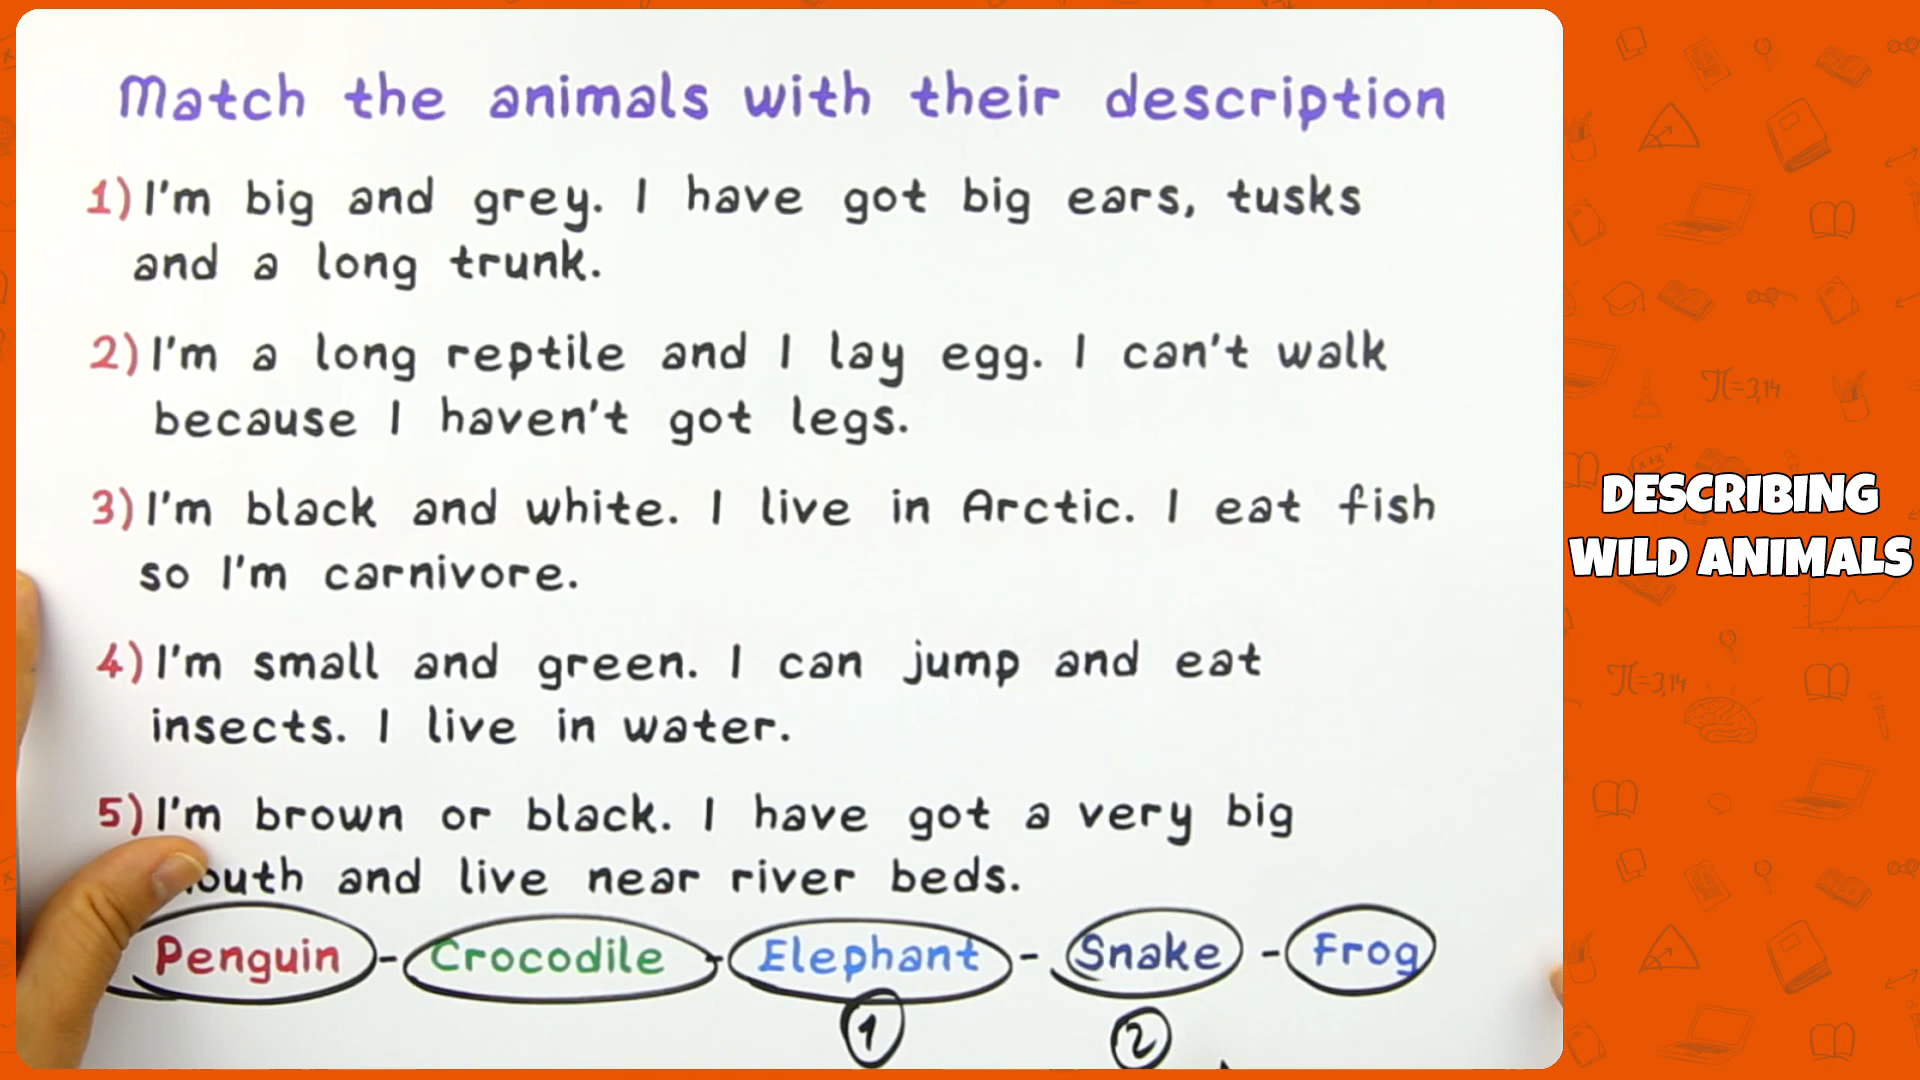 Match the animals with their description
1) I'm big and grey. I have got big ears, tusks
and a long trunk.
2) I'm a long reptile and I lay egg. I can't walk
because I haven't got legs.
3) I'm black and white. I live in Arctic. I eat fish
so I'm carnivore.
4) I'm small and green. I can jump and eat
insects. I live in water.
5) I'm brown or black. I have got a very big
outh and live near river beds.
Penguin - Crocodile - Elephant - Snake - Frog
1 2
DESCRIBING
WILD ANIMALS
π=3,14
π=3,14